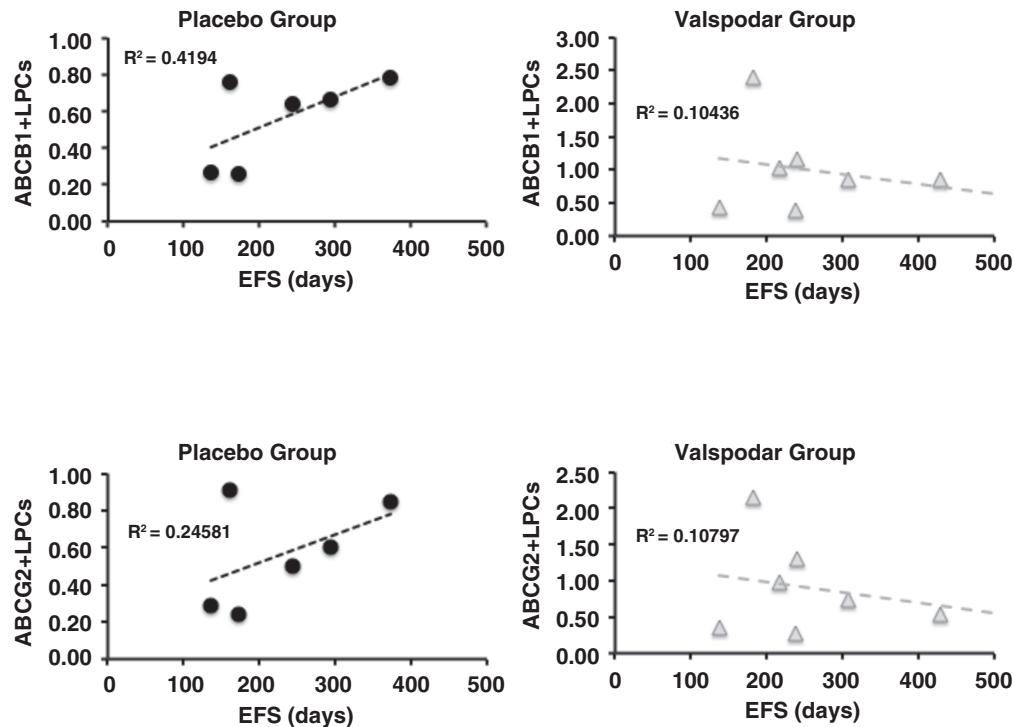 Placebo Group
ABCB1+LPCs
1.00
0.80
0.60
0.40
0.20
0.00
R² = 0.4194
0 100 200 300 400 500
EFS (days)
Valspodar Group
ABCB1+LPCs
3.00
2.50
2.00
1.50
1.00
0.50
0.00
R² = 0.10436
0 100 200 300 400 500
EFS (days)
Placebo Group
ABCG2+LPCs
1.00
0.80
0.60
0.40
0.20
0.00
R² = 0.24581
0 100 200 300 400 500
EFS (days)
Valspodar Group
ABCG2+LPCs
2.50
2.00
1.50
1.00
0.50
0.00
R² = 0.10797
0 100 200 300 400 500
EFS (days)